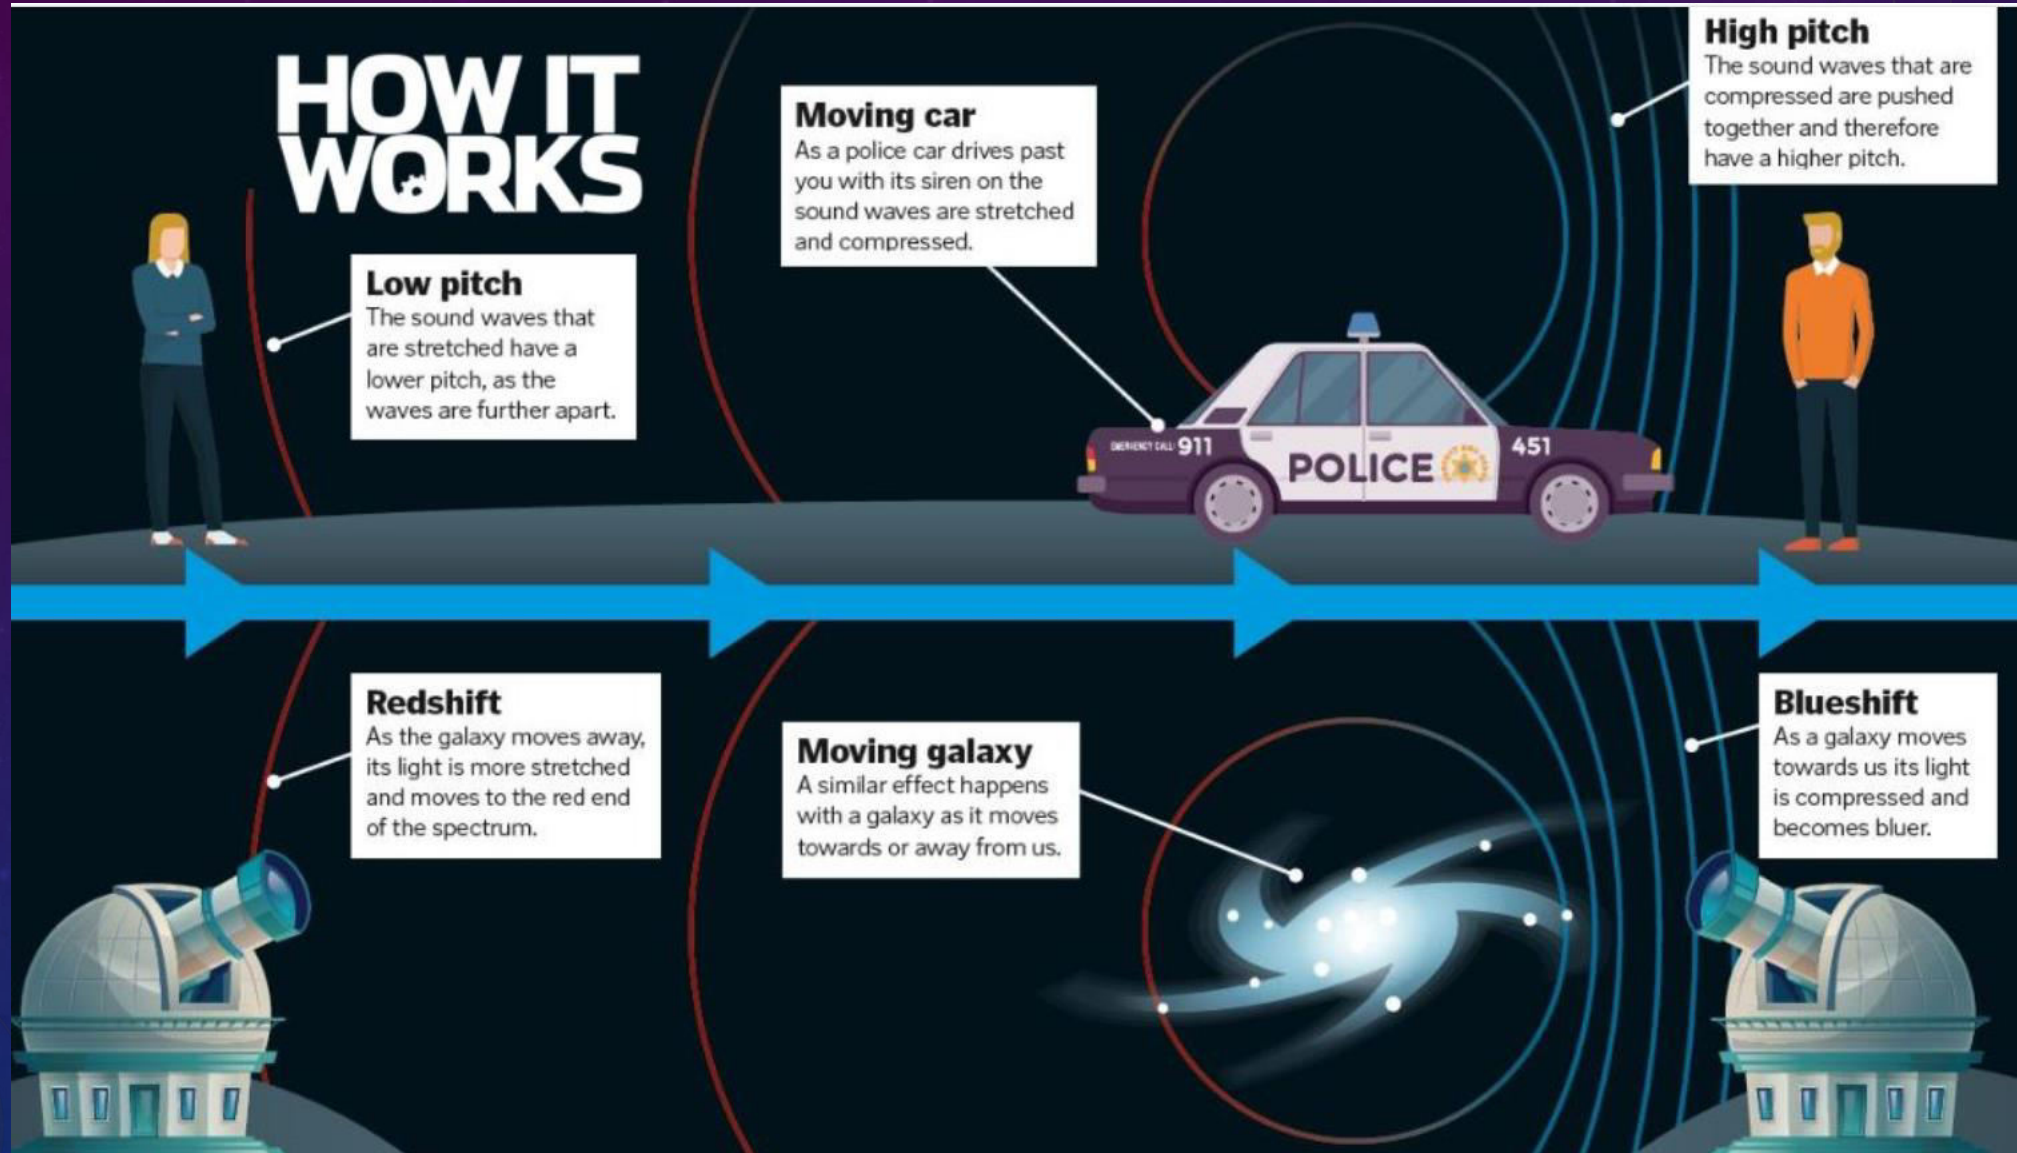 HOW IT
WORKS
Moving car
As a police car drives past
you with its siren on the
sound waves are stretched
and compressed.
High pitch
The sound waves that are
compressed are pushed
together and therefore
have a higher pitch.
Low pitch
The sound waves that
are stretched have a
lower pitch, as the
waves are further apart.
EMERGENCY CALL: 911
POLICE
451
Redshift
As the galaxy moves away,
its light is more stretched
and moves to the red end
of the spectrum.
Moving galaxy
A similar effect happens
with a galaxy as it moves
towards or away from us.
Blueshift
As a galaxy moves
towards us its light
is compressed and
becomes bluer.